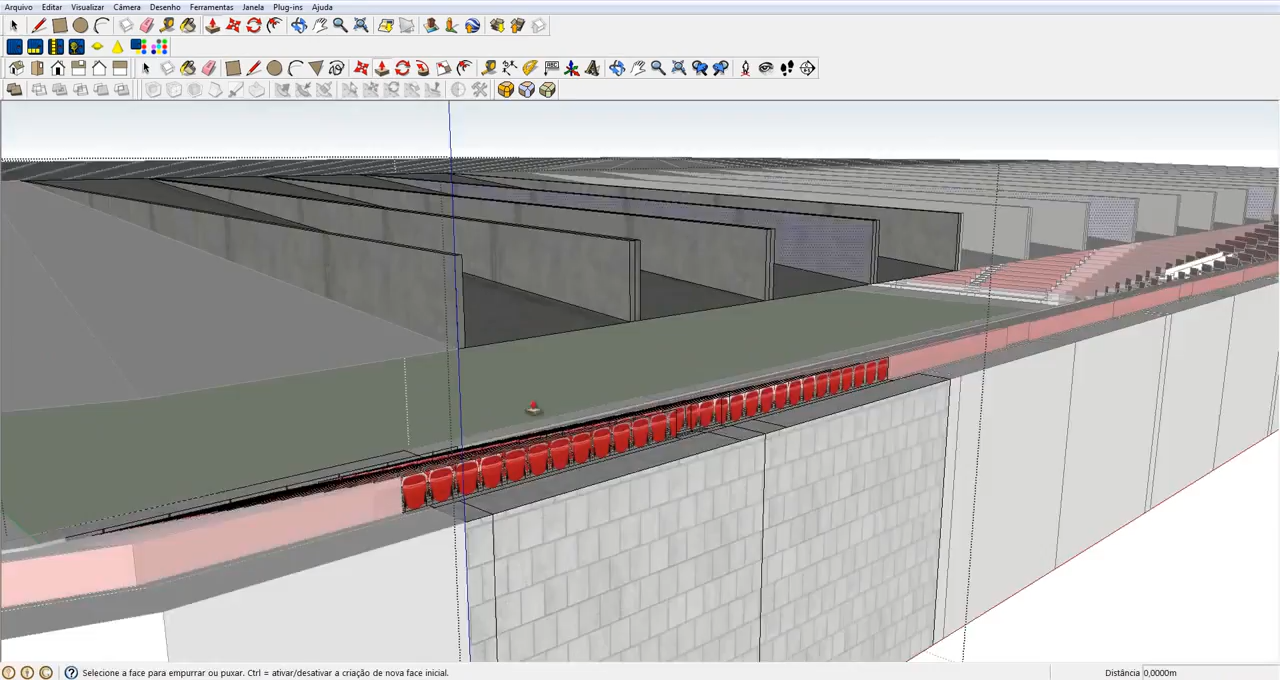 Arquivo Editar Visualizar Câmera Desenho Ferramentas Janela Plug-ins Ajuda
Selecione a face para empurrar ou puxar. Ctrl = ativar/desativar a criação de nova face inicial.
Distância 0,0000m